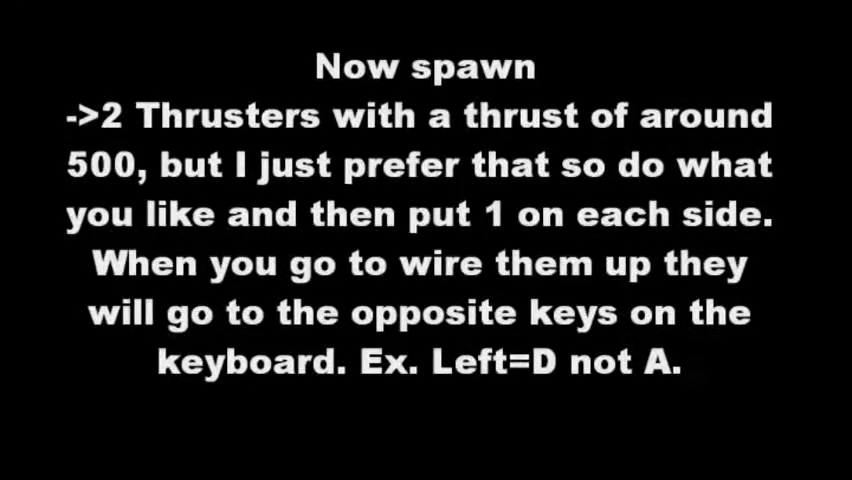 Now spawn
->2 Thrusters with a thrust of around
500, but I just prefer that so do what
you like and then put 1 on each side.
When you go to wire them up they
will go to the opposite keys on the
keyboard. Ex. Left=D not A.